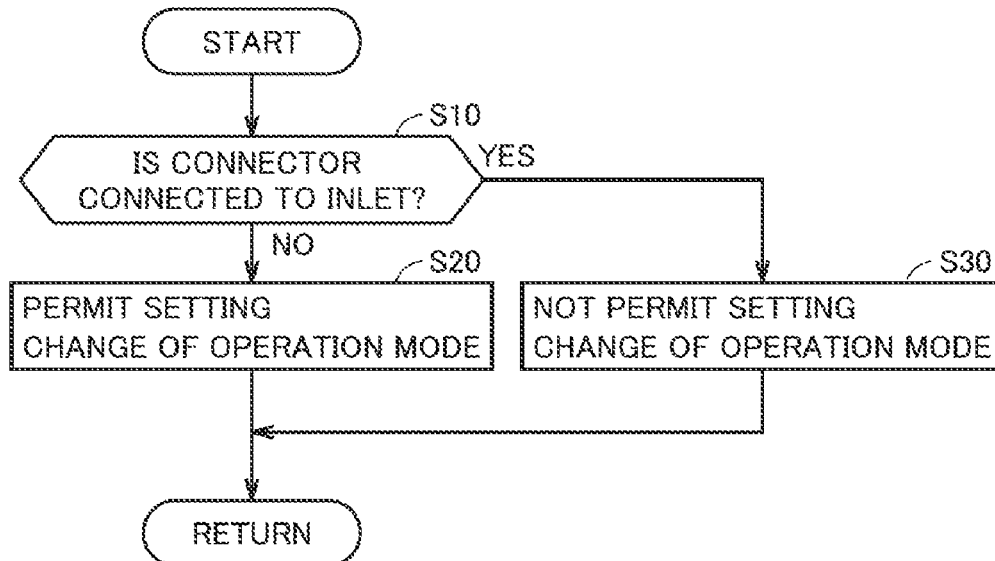 START
S10
IS CONNECTOR
CONNECTED TO INLET?
YES
NO
S20
PERMIT SETTING
CHANGE OF OPERATION MODE
S30
NOT PERMIT SETTING
CHANGE OF OPERATION MODE
RETURN